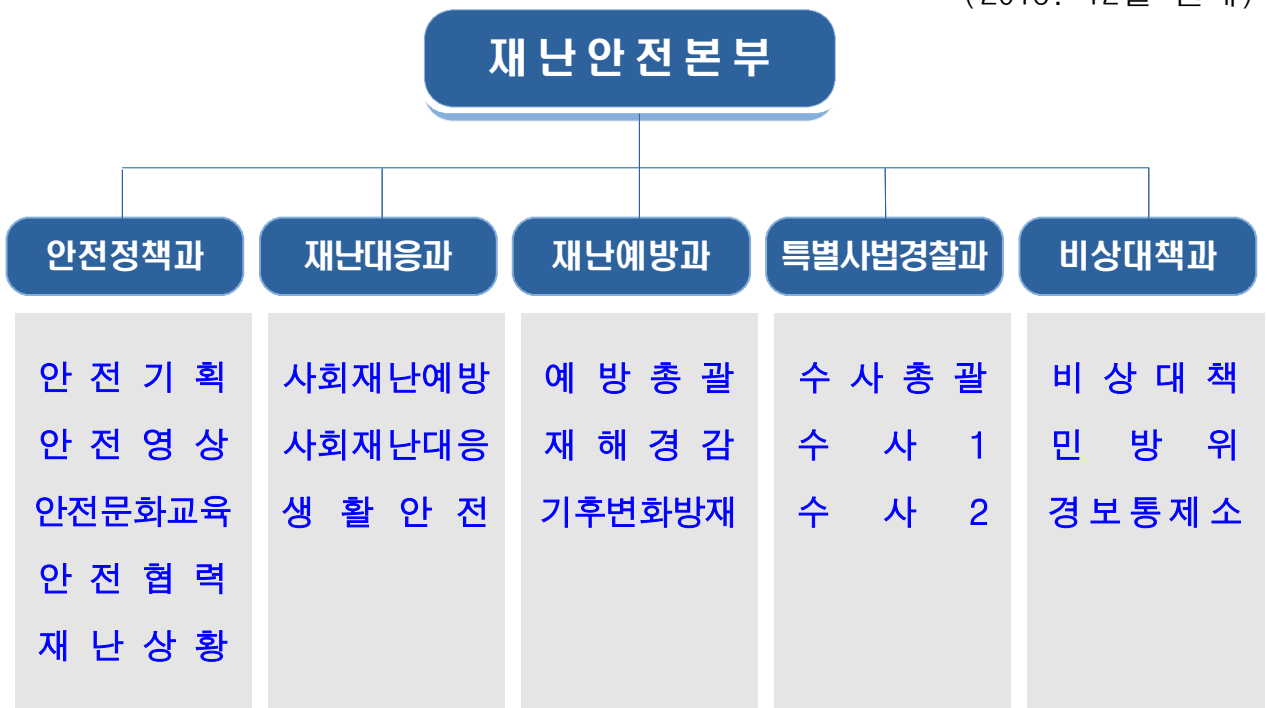 재난안전본부
안전정책과
재난대응과
재난예방과
특별사법경찰과
비상대책과
안전기획
안전영상
안전문화교육
안전협력
재난상황
사회재난예방
사회재난대응
생활안전
예방총괄
재해경감
기후변화방재
수사총괄
수사1
수사2
비상대책
민방위
경보통제소